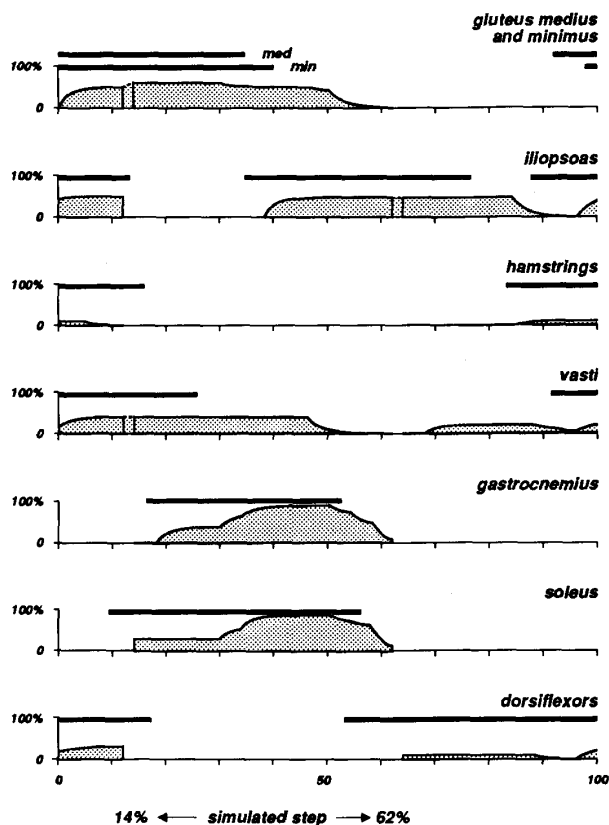 gluteus medius
and minimus
med
100%
min
0
iliopsoas
100%
0
hamstrings
100%
0
vasti
100%
0
gastrocnemius
100%
0
soleus
100%
0
dorsiflexors
100%
0
0 50 100
14% ← simulated step → 62%